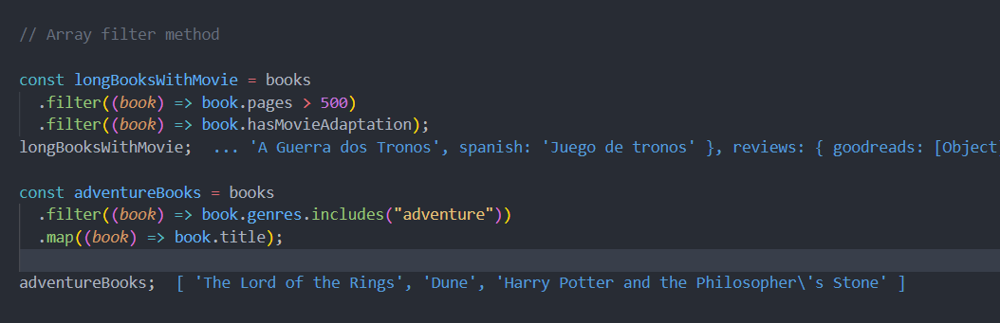 // Array filter method
const longBooksWithMovie = books
.filter((book) => book.pages > 500)
.filter((book) => book.hasMovieAdaptation);
longBooksWithMovie; ... 'A Guerra dos Tronos', spanish: 'Juego de tronos' }, reviews: { goodreads: [Object
const adventureBooks = books
.filter((book) => book.genres.includes("adventure"))
.map((book) => book.title);
adventureBooks; [ 'The Lord of the Rings', 'Dune', 'Harry Potter and the Philosopher\'s Stone' ]